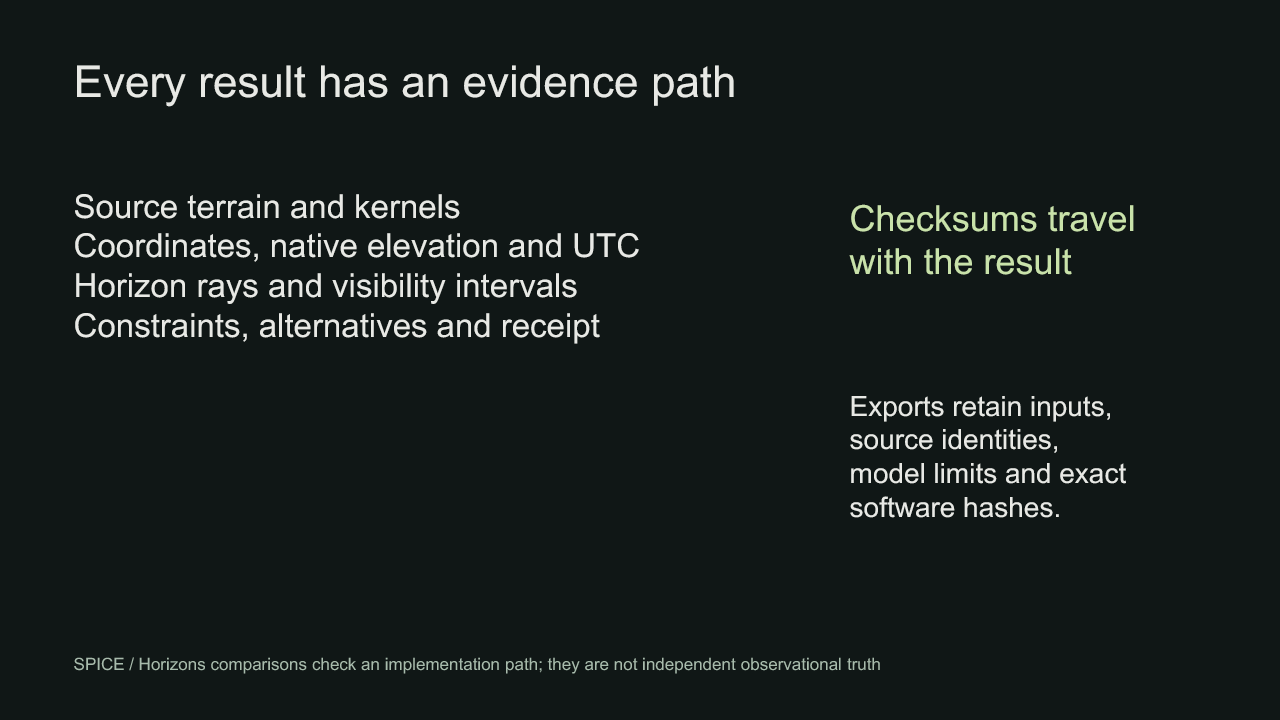 Every result has an evidence path
Source terrain and kernels
Coordinates, native elevation and UTC
Horizon rays and visibility intervals
Constraints, alternatives and receipt
Checksums travel
with the result
Exports retain inputs,
source identities,
model limits and exact
software hashes.
SPICE / Horizons comparisons check an implementation path; they are not independent observational truth